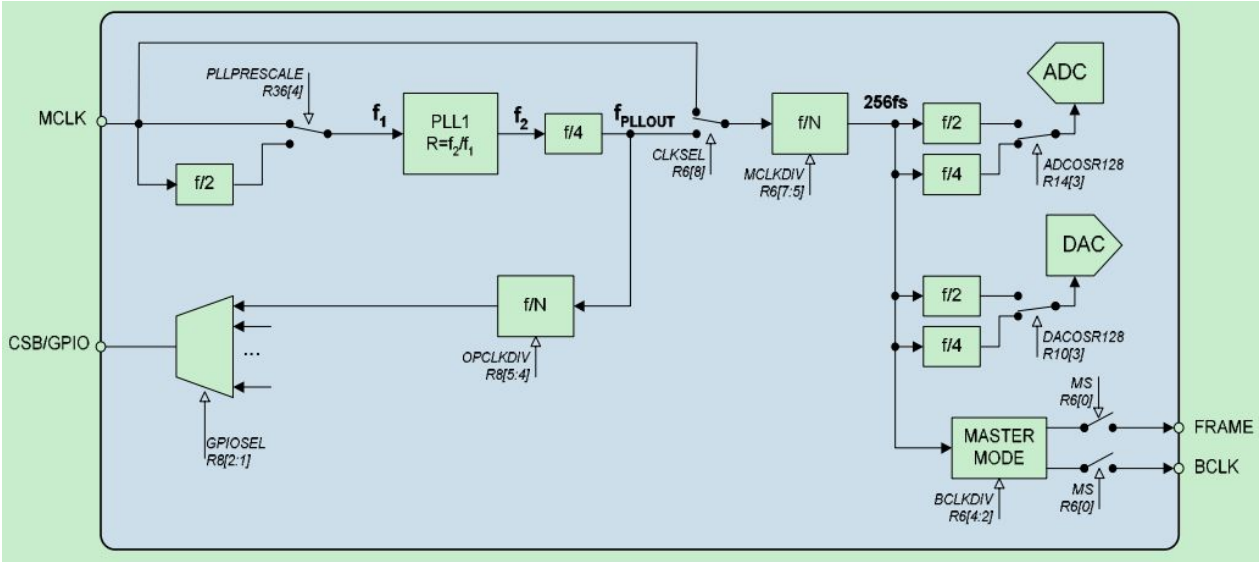 PLLPRESCALE
R36[4]
MCLK
f1
PLL1
R=f2/f1
f2
f/4
fPLLOUT
f/2
CLKSEL
R6[8]
f/N
MCLKDIV
R6[7:5]
256fs
f/2
f/4
ADC
ADCOSR128
R14[3]
DAC
f/2
f/4
DACOSR128
R10[3]
CSB/GPIO
...
GPIOSEL
R8[2:1]
f/N
OPCLKDIV
R8[5:4]
MASTER
MODE
BCLKDIV
R6[4:2]
MS
R6[0]
FRAME
BCLK
MS
R6[0]